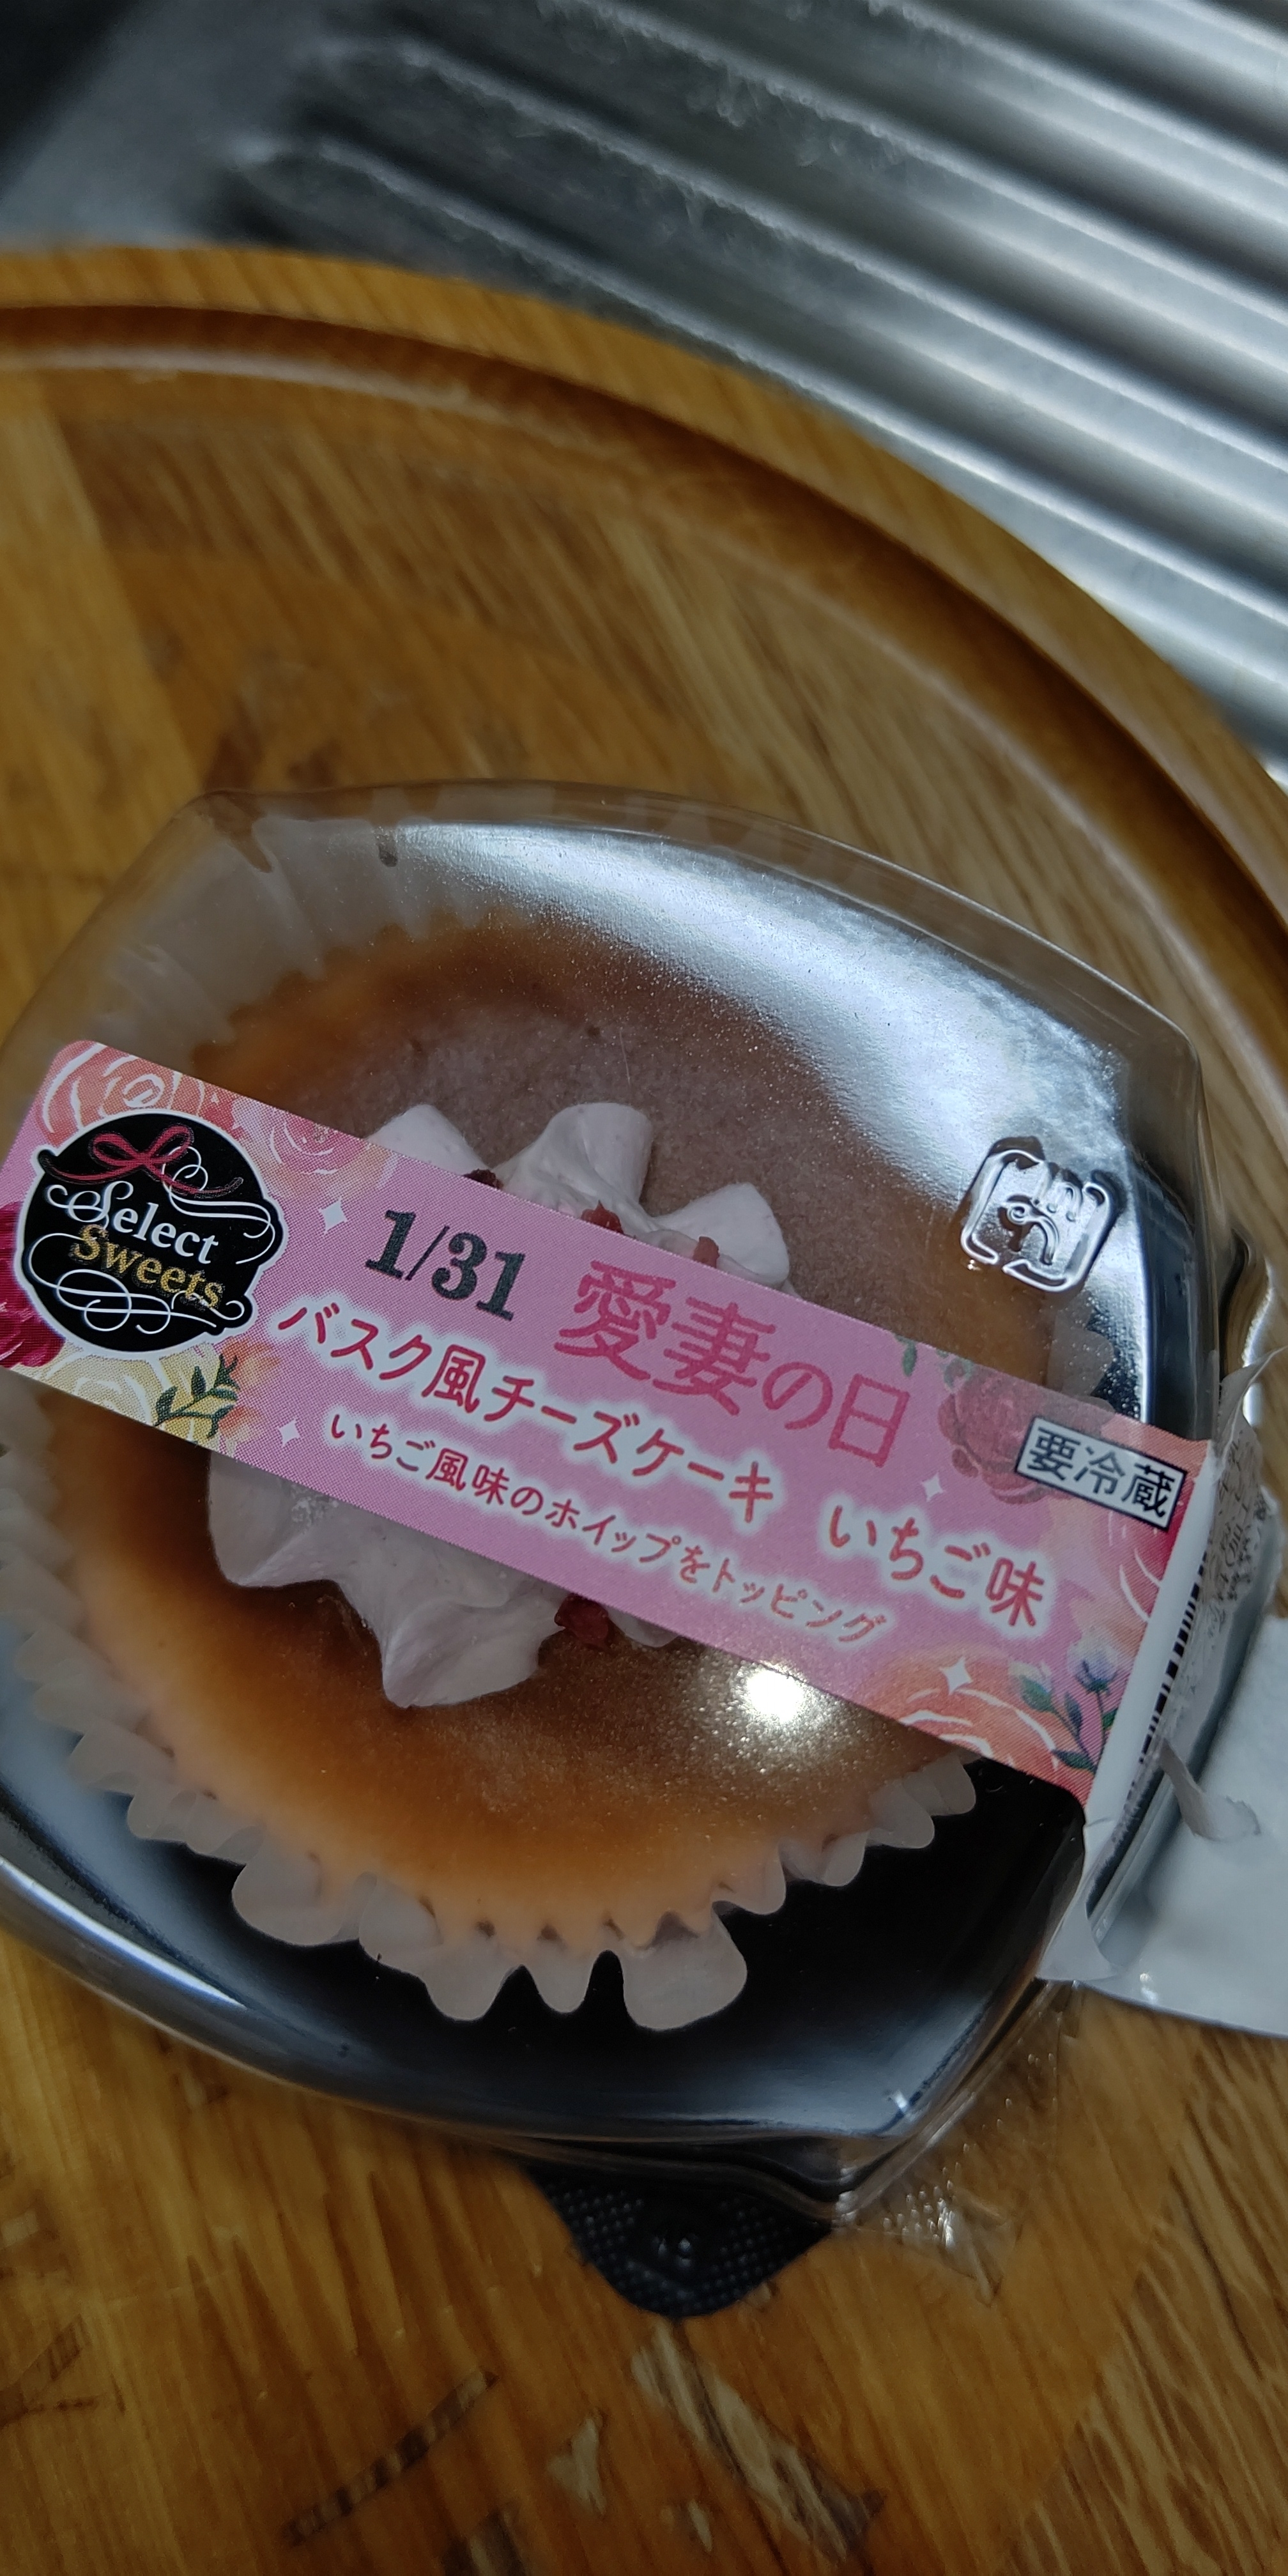 Select
Sweets
1/31 愛妻の日
バスク風チーズケーキ いちご味
いちご風味のホイップをトッピング
要冷蔵
プラ